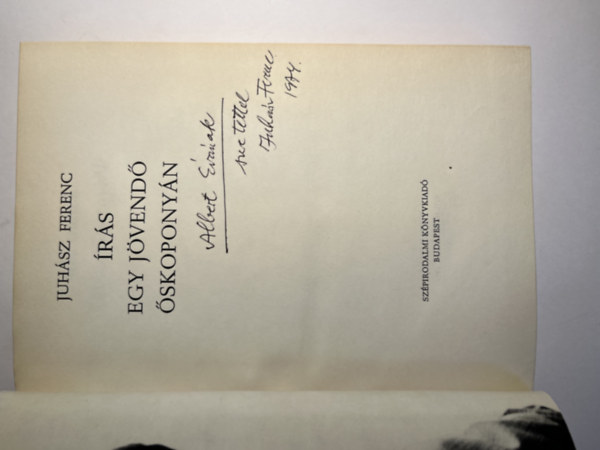 JUHÁSZ FERENC
ÍRÁS
EGY JÖVENDŐ
ŐSKOPONYÁN
Albert Évának
szeretettel
Juhász Ferenc
1974.
SZÉPIRODALMI KÖNYVKIADÓ
BUDAPEST